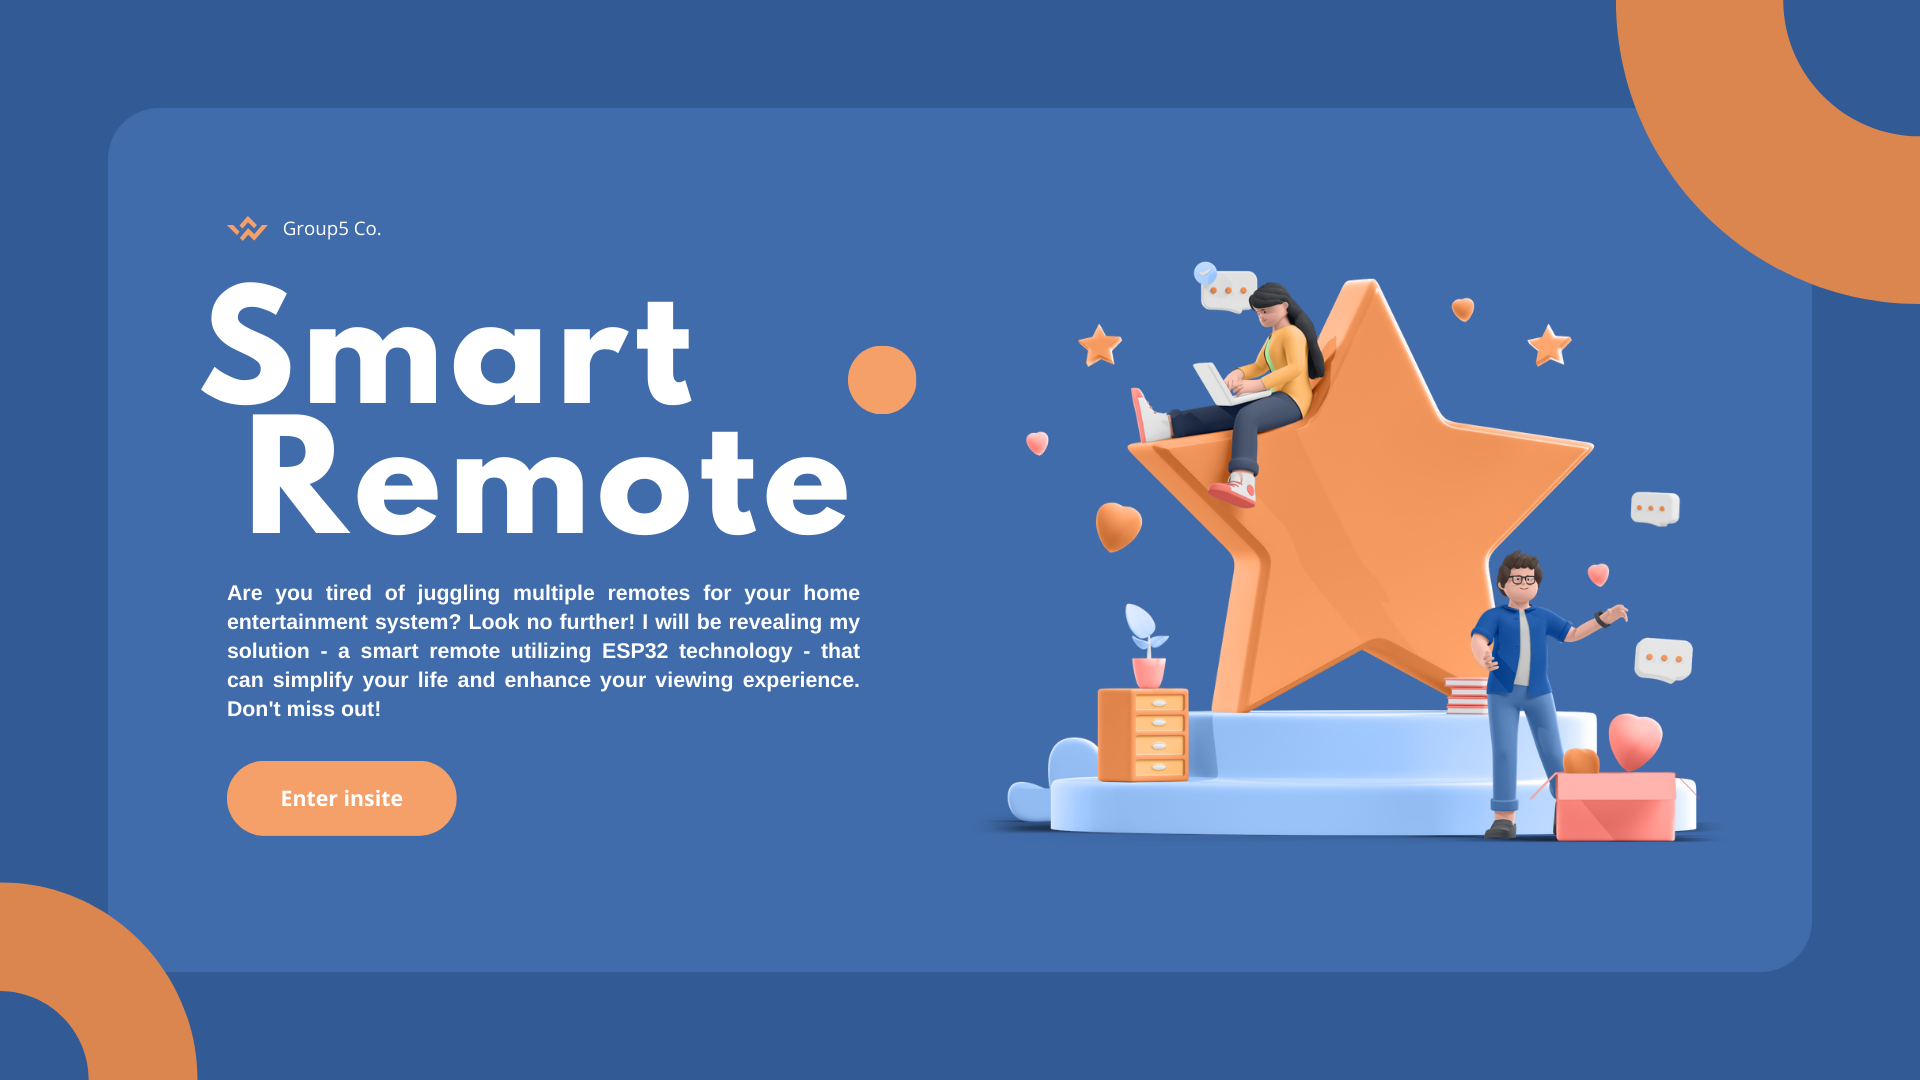 Group5 Co.
Smart
Remote
Are you tired of juggling multiple remotes for your home
entertainment system? Look no further! I will be revealing my
solution - a smart remote utilizing ESP32 technology - that
can simplify your life and enhance your viewing experience.
Don't miss out!
Enter insite